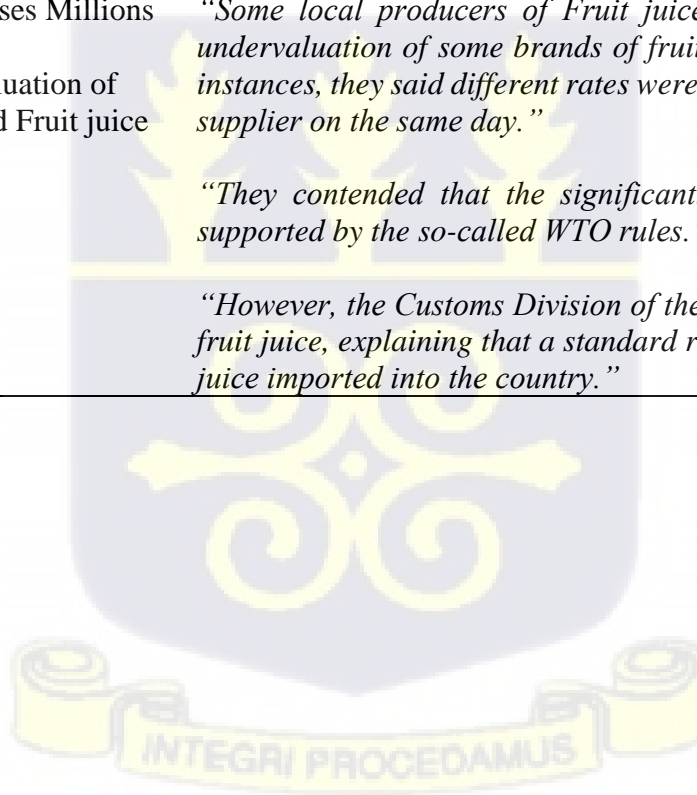 ses Millions
uation of
d Fruit juice
“Some local producers of Fruit juice
undervaluation of some brands of frui
instances, they said different rates were
supplier on the same day.”
“They contended that the significant
supported by the so-called WTO rules.
“However, the Customs Division of the
fruit juice, explaining that a standard r
juice imported into the country.”
INTEGRI PROCEDAMUS